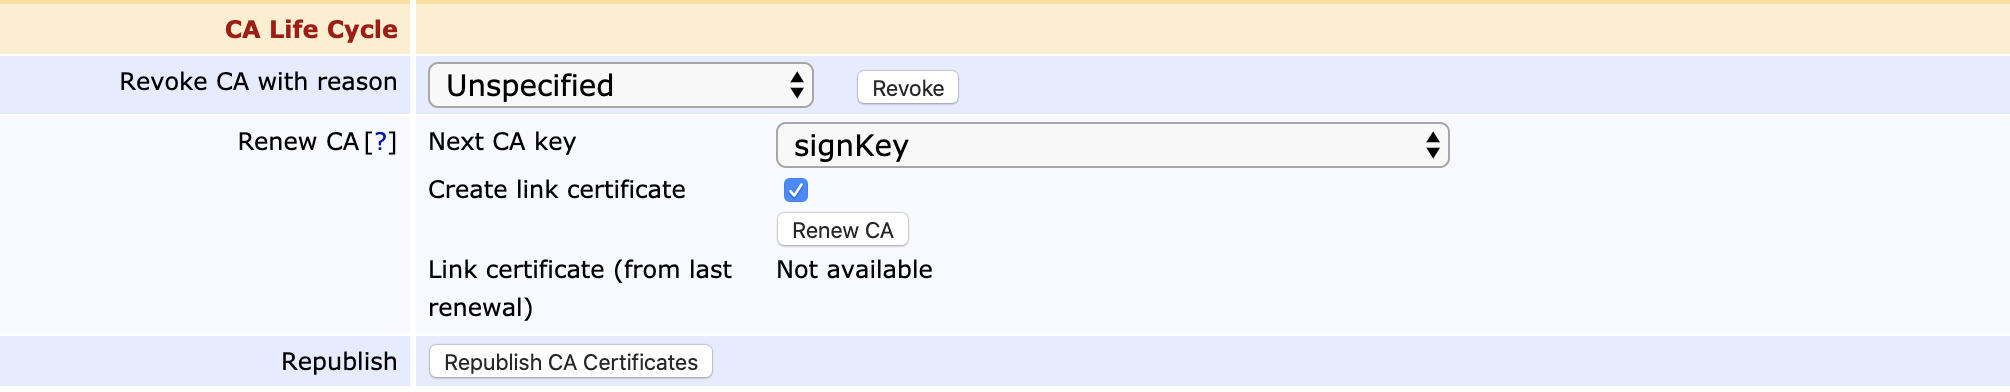 CA Life Cycle
Revoke CA with reason Unspecified Revoke
Renew CA [?] Next CA key signKey
Create link certificate
Renew CA
Link certificate (from last renewal) Not available
Republish Republish CA Certificates